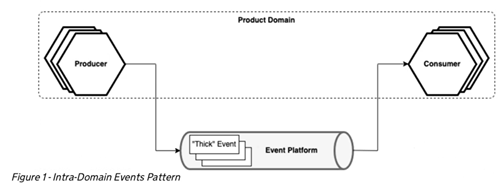 Product Domain
Producer
Consumer
"Thick" Event
Event Platform
Figure 1 - Intra-Domain Events Pattern